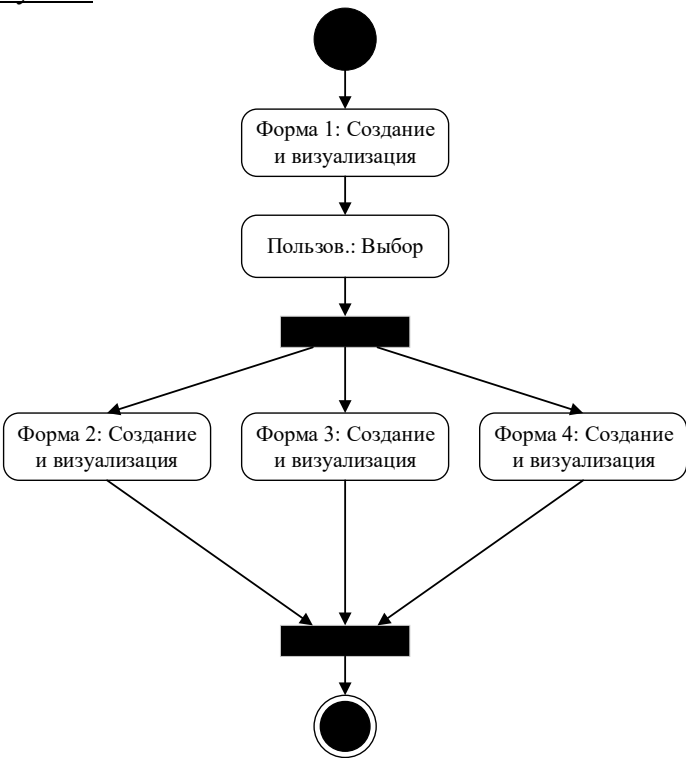 Форма 1: Создание
и визуализация
Пользов.: Выбор
Форма 2: Создание
и визуализация
Форма 3: Создание
и визуализация
Форма 4: Создание
и визуализация